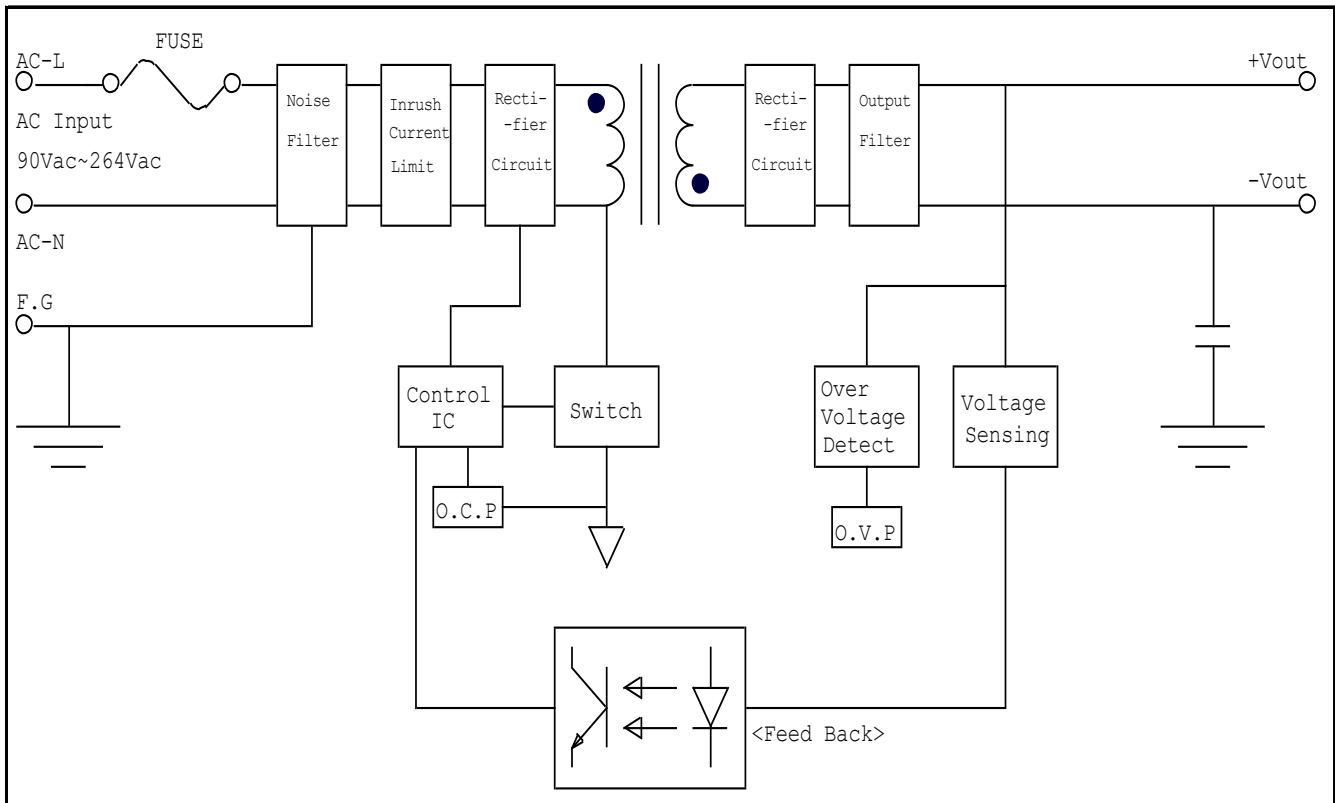 FUSE
AC-L
+Vout
Noise
Filter
Inrush
Current
Limit
Recti-
-fier
Circuit
Recti-
-fier
Circuit
Output
Filter
AC Input
90Vac~264Vac
-Vout
AC-N
F.G
Control
IC
Switch
Over
Voltage
Detect
Voltage
Sensing
O.C.P
O.V.P
<Feed Back>